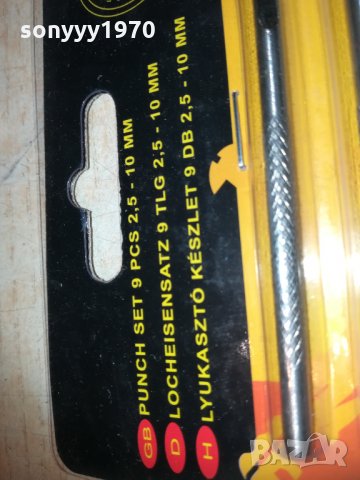 sonyyy1970
GB PUNCH SET 9 PCS 2,5 - 10 MM
D LOCHEISENSATZ 9 TLG 2,5 - 10 MM
H LYUKASZTÓ KÉSZLET 9 DB 2,5 - 10 MM
BAZAR